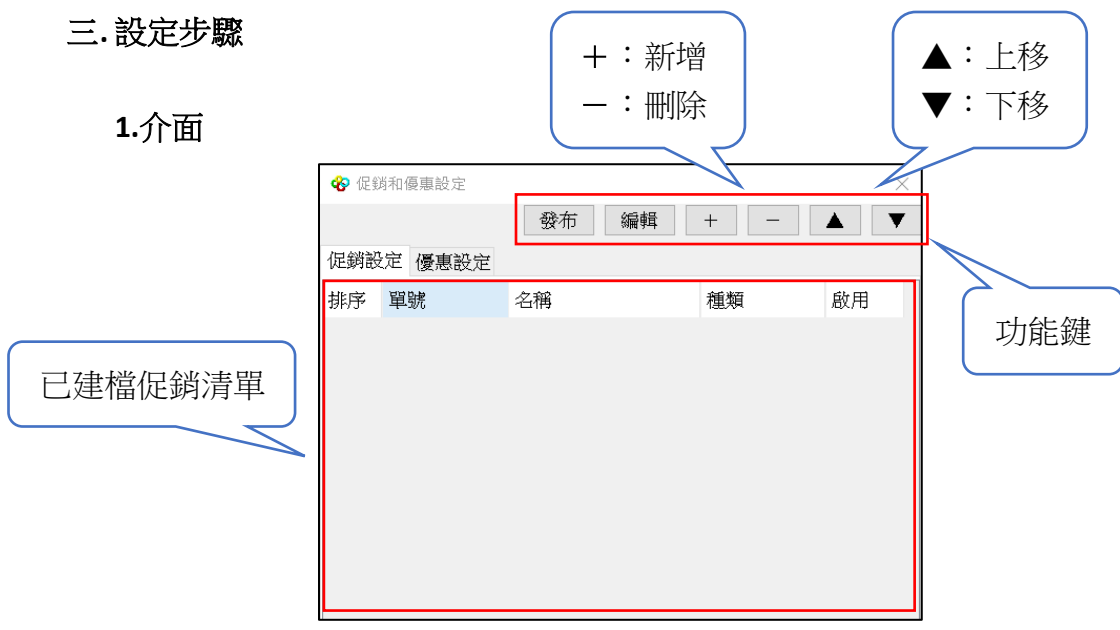 三. 設定步驟
1.介面
＋：新增
－：刪除
▲：上移
▼：下移
促銷和優惠設定
發布 編輯 + − ▲ ▼
促銷設定 優惠設定
排序 單號 名稱 種類 啟用
功能鍵
已建檔促銷清單